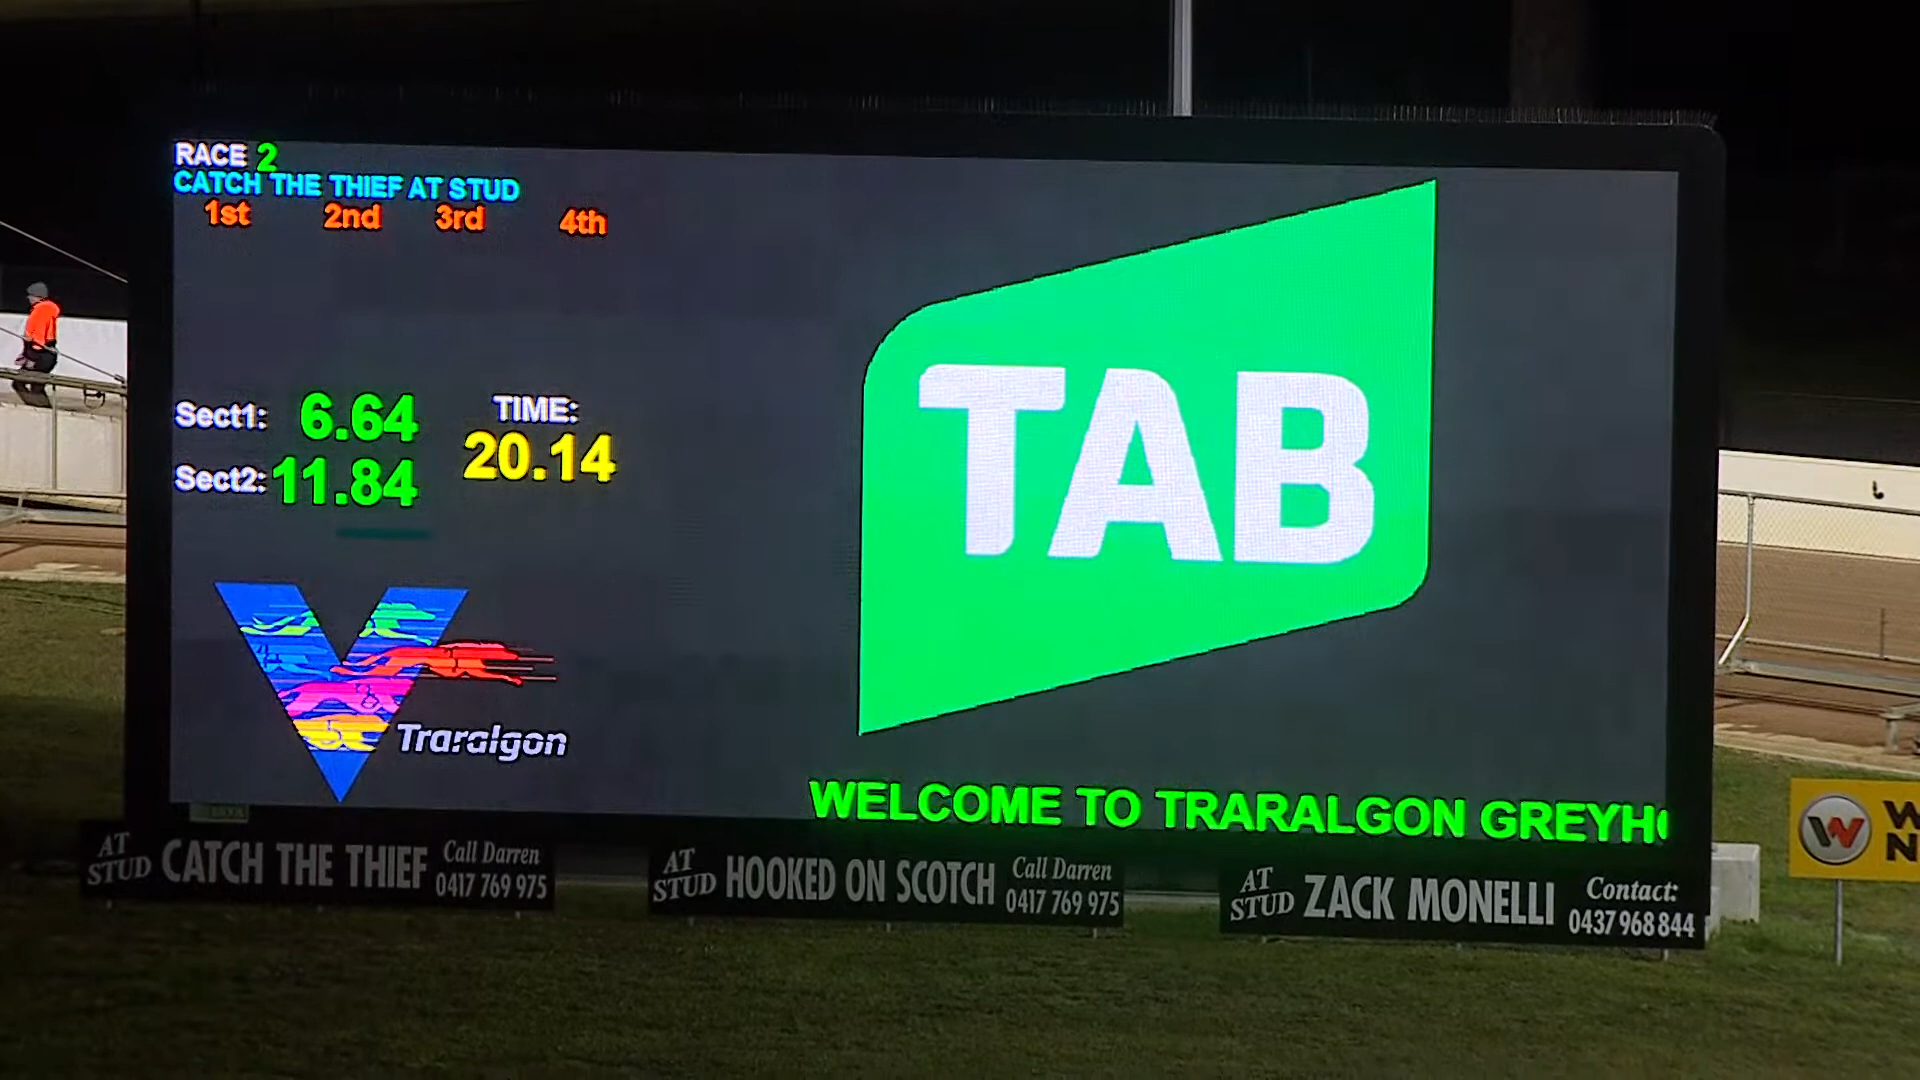 RACE 2
CATCH THE THIEF AT STUD
1st 2nd 3rd 4th
Sect1: 6.64
TIME:
20.14
Sect2: 11.84
TAB
Traralgon
WELCOME TO TRARALGON GREYH
AT STUD CATCH THE THIEF Call Darren 0417 769 975
AT STUD HOOKED ON SCOTCH Call Darren 0417 769 975
AT STUD ZACK MONELLI Contact: 0437 968 844
W
N